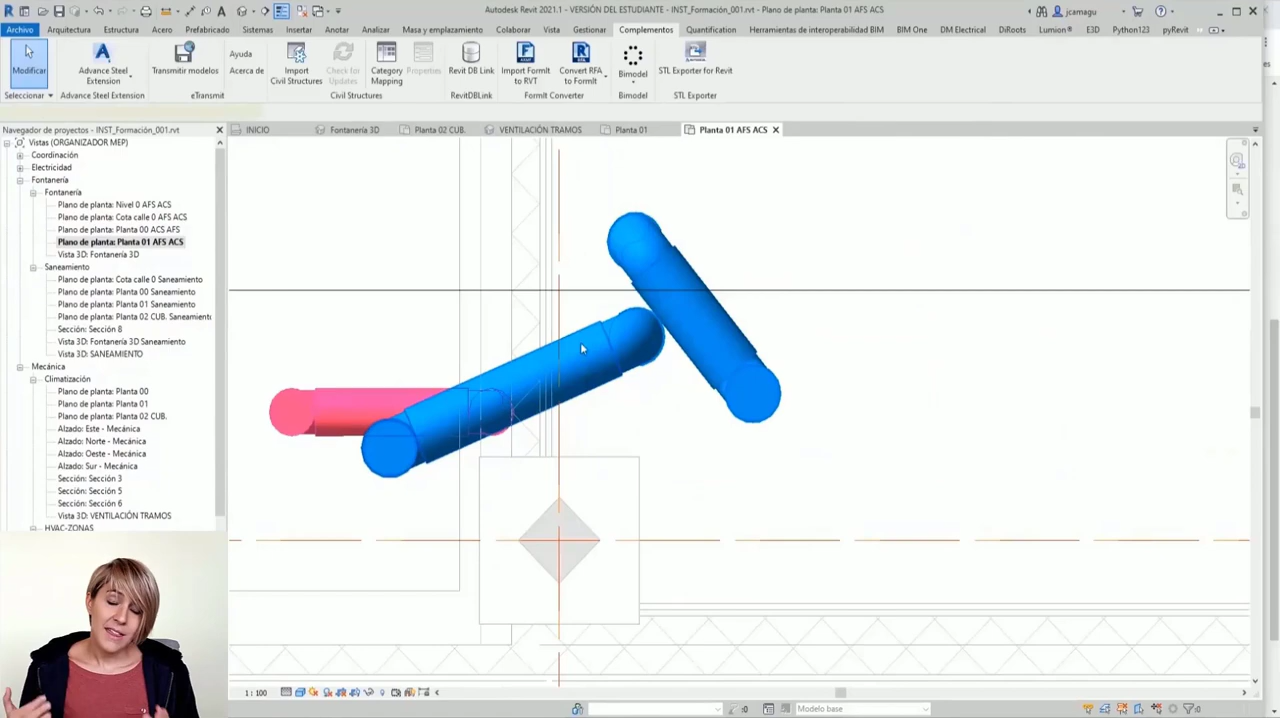 Autodesk Revit 2021.1 - VERSIÓN DEL ESTUDIANTE - INST_Formación_001.rvt - Plano de planta: Planta 01 AFS ACS
jcamagu
Archivo Arquitectura Estructura Acero Prefabricado Sistemas Insertar Anotar Analizar Masa y emplazamiento Colaborar Vista Gestionar Complementos Quantification Herramientas de interoperabilidad BIM BIM One DM Electrical DiRoots Lumion® E3D Python123 pyRevit
Modificar
Advance Steel Extension
Transmitir modelos
Ayuda
Acerca de
Import Civil Structures
Check for Updates
Category Mapping
Properties
Revit DB Link
Import FormIt to RVT
Convert RFA to FormIt
Bimodel
STL Exporter for Revit
Seleccionar Advance Steel Extension eTransmit Civil Structures RevitDBLink FormIt Converter Bimodel STL Exporter
Navegador de proyectos - INST_Formación_001.rvt
INICIO Fontanería 3D Planta 02 CUB. VENTILACIÓN TRAMOS Planta 01 Planta 01 AFS ACS
Vistas (ORGANIZADOR MEP)
Coordinación
Electricidad
Fontanería
Fontanería
Plano de planta: Nivel 0 AFS ACS
Plano de planta: Cota calle 0 AFS ACS
Plano de planta: Planta 00 ACS AFS
Plano de planta: Planta 01 AFS ACS
Vista 3D: Fontanería 3D
Saneamiento
Plano de planta: Cota calle 0 Saneamiento
Plano de planta: Planta 00 Saneamiento
Plano de planta: Planta 01 Saneamiento
Plano de planta: Planta 02 CUB. Saneamient
Sección: Sección 8
Vista 3D: Fontanería 3D Saneamiento
Vista 3D: SANEAMIENTO
Mecánica
Climatización
Plano de planta: Planta 00
Plano de planta: Planta 01
Plano de planta: Planta 02 CUB.
Alzado: Este - Mecánica
Alzado: Norte - Mecánica
Alzado: Oeste - Mecánica
Alzado: Sur - Mecánica
Sección: Sección 3
Sección: Sección 5
Sección: Sección 6
Vista 3D: VENTILACIÓN TRAMOS
HVAC-ZONAS
1 : 100
:0 Modelo base :0